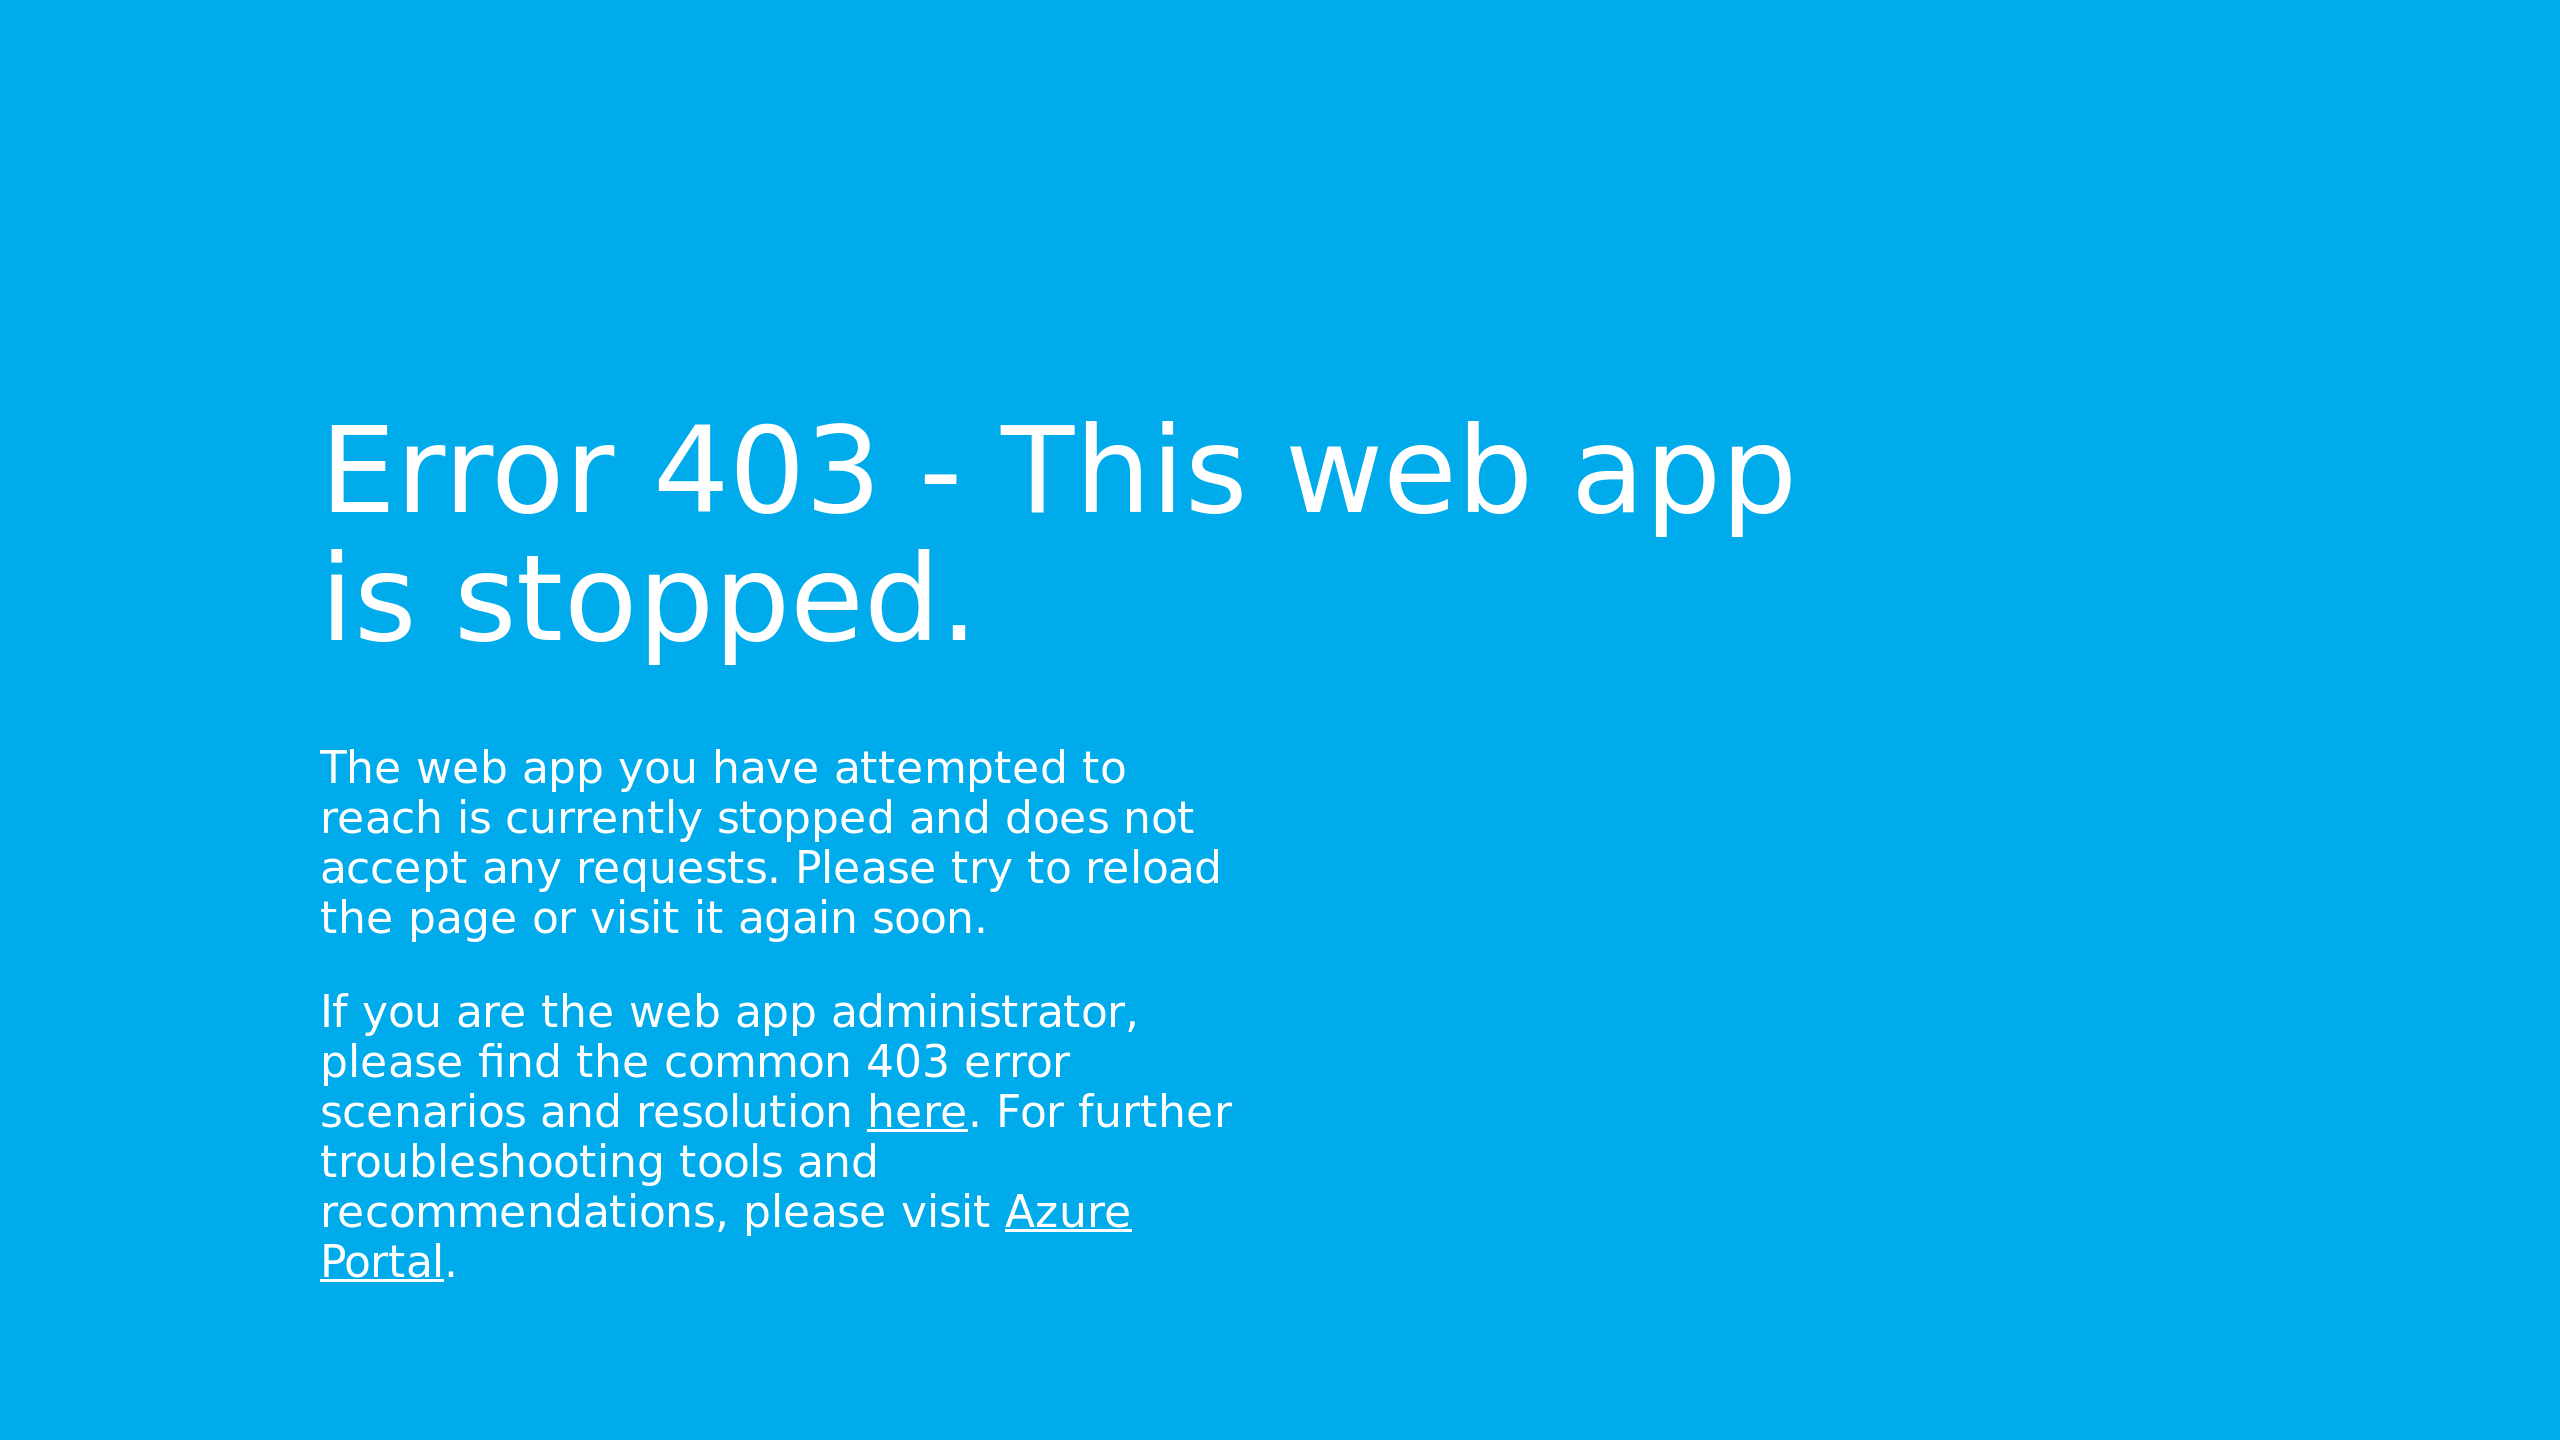 Error 403 - This web app
is stopped.
The web app you have attempted to
reach is currently stopped and does not
accept any requests. Please try to reload
the page or visit it again soon.
If you are the web app administrator,
please find the common 403 error
scenarios and resolution here. For further
troubleshooting tools and
recommendations, please visit Azure
Portal.